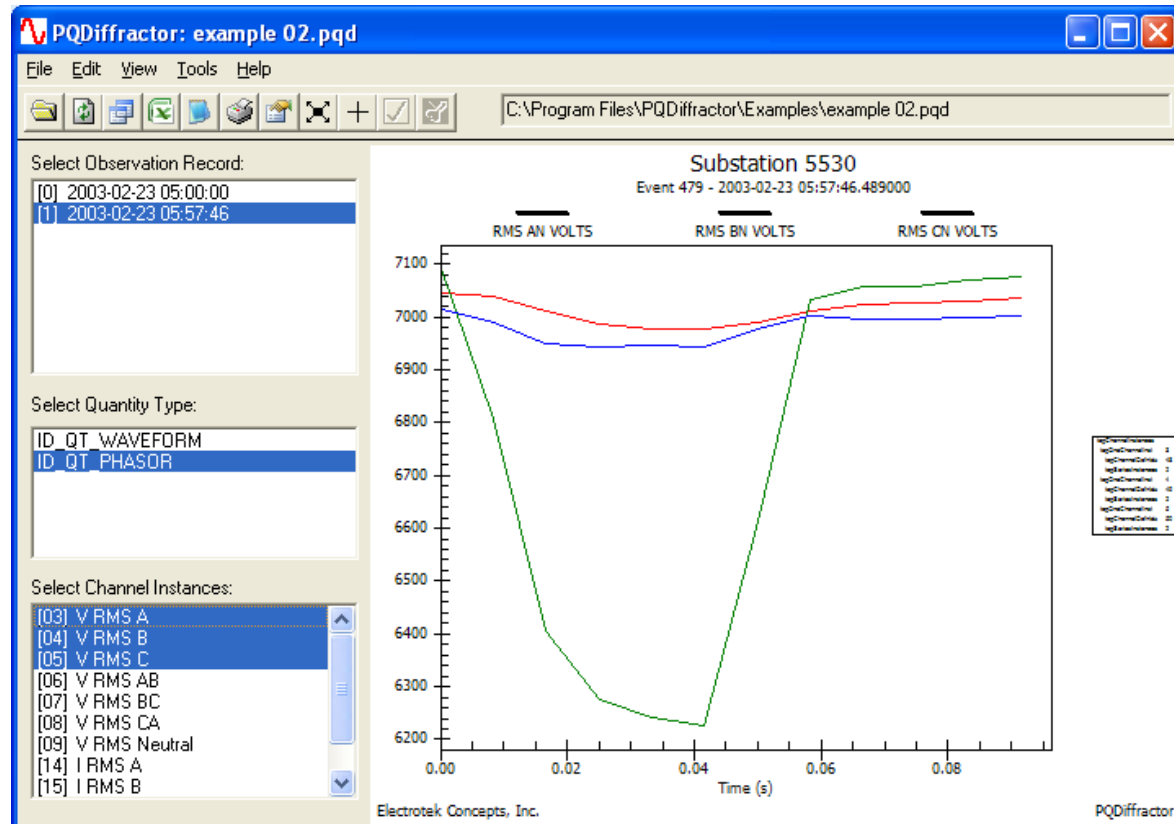 PQDiffractor: example 02.pqd
File Edit View Tools Help
C:\Program Files\PQDiffractor\Examples\example 02.pqd
Select Observation Record:
[0] 2003-02-23 05:00:00
[1] 2003-02-23 05:57:46
Select Quantity Type:
ID_QT_WAVEFORM
ID_QT_PHASOR
Select Channel Instances:
[03] V RMS A
[04] V RMS B
[05] V RMS C
[06] V RMS AB
[07] V RMS BC
[08] V RMS CA
[09] V RMS Neutral
[14] I RMS A
[15] I RMS B
Substation 5530
Event 479 - 2003-02-23 05:57:46.489000
RMS AN VOLTS RMS BN VOLTS RMS CN VOLTS
7100
7000
6900
6800
6700
6600
6500
6400
6300
6200
0.00 0.02 0.04 0.06 0.08
Time (s)
Electrotek Concepts, Inc.
PQDiffractor